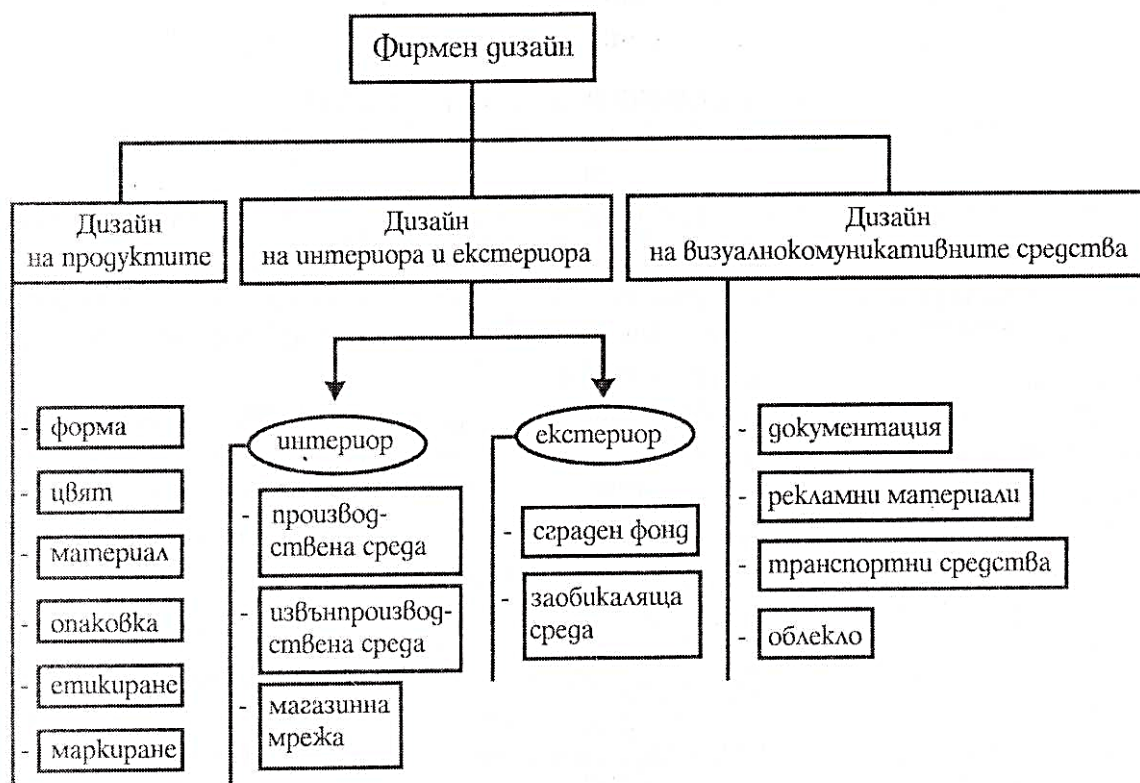 Фирмен дизайн
Дизайн
на продуктите
Дизайн
на интериора и екстериора
Дизайн
на визуалнокомуникативните средства
- форма
- цвят
- материал
- опаковка
- етикиране
- маркиране
интериор
- производ-
ствена среда
- извънпроизвод-
ствена среда
- магазинна
мрежа
екстериор
- сграден фонд
- заобикаляща
среда
- документация
- рекламни материали
- транспортни средства
- облекло